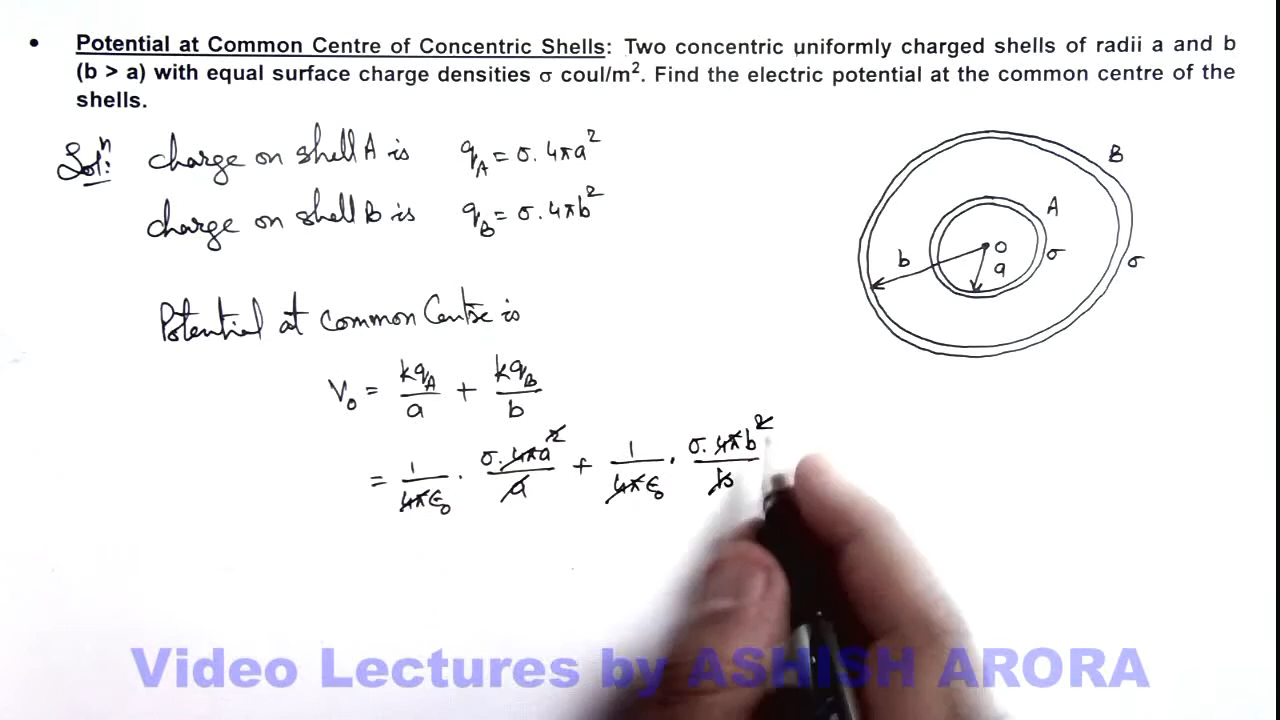 • Potential at Common Centre of Concentric Shells: Two concentric uniformly charged shells of radii a and b
(b > a) with equal surface charge densities σ coul/m². Find the electric potential at the common centre of the
shells.
Solⁿ: charge on shell A is q_A = σ. 4πa²
charge on shell B is q_B = σ. 4πb²
Potential at common Centre is
V₀ = kq_A/a + kq_B/b
= 1/4πε₀ · σ. 4πa²/a + 1/4πε₀ · σ. 4πb²/b
B
A
b
O
a
σ
σ
Video Lectures by ASHISH ARORA